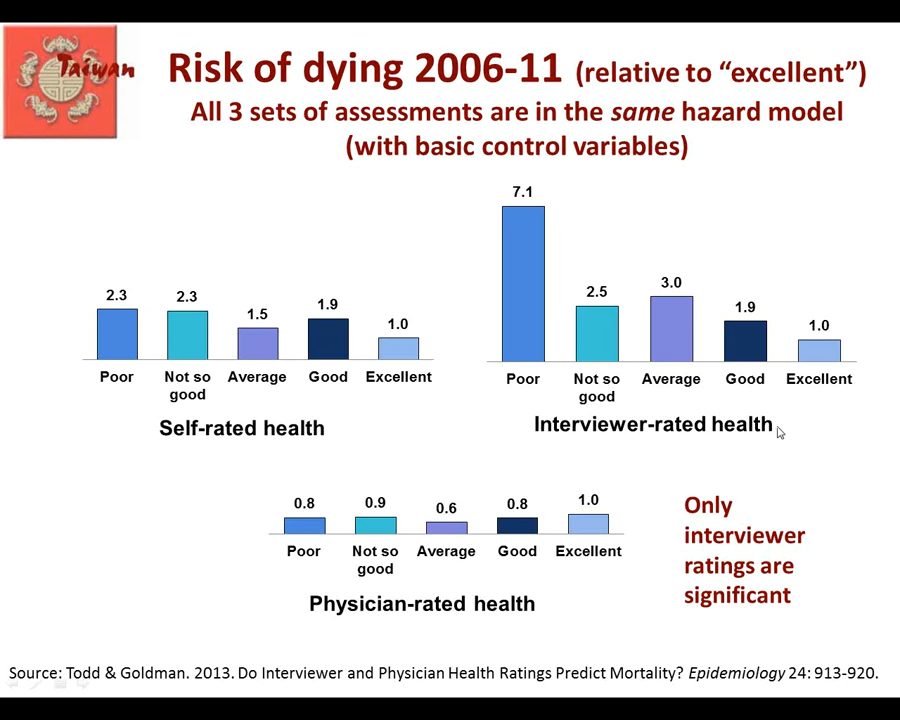 Taiwan
Risk of dying 2006-11 (relative to “excellent”)
All 3 sets of assessments are in the same hazard model
(with basic control variables)
2.3
2.3
1.5
1.9
1.0
Poor
Not so
good
Average
Good
Excellent
Self-rated health
7.1
2.5
3.0
1.9
1.0
Poor
Not so
good
Average
Good
Excellent
Interviewer-rated health
0.8
0.9
0.6
0.8
1.0
Poor
Not so
good
Average
Good
Excellent
Physician-rated health
Only
interviewer
ratings are
significant
Source: Todd & Goldman. 2013. Do Interviewer and Physician Health Ratings Predict Mortality? Epidemiology 24: 913-920.